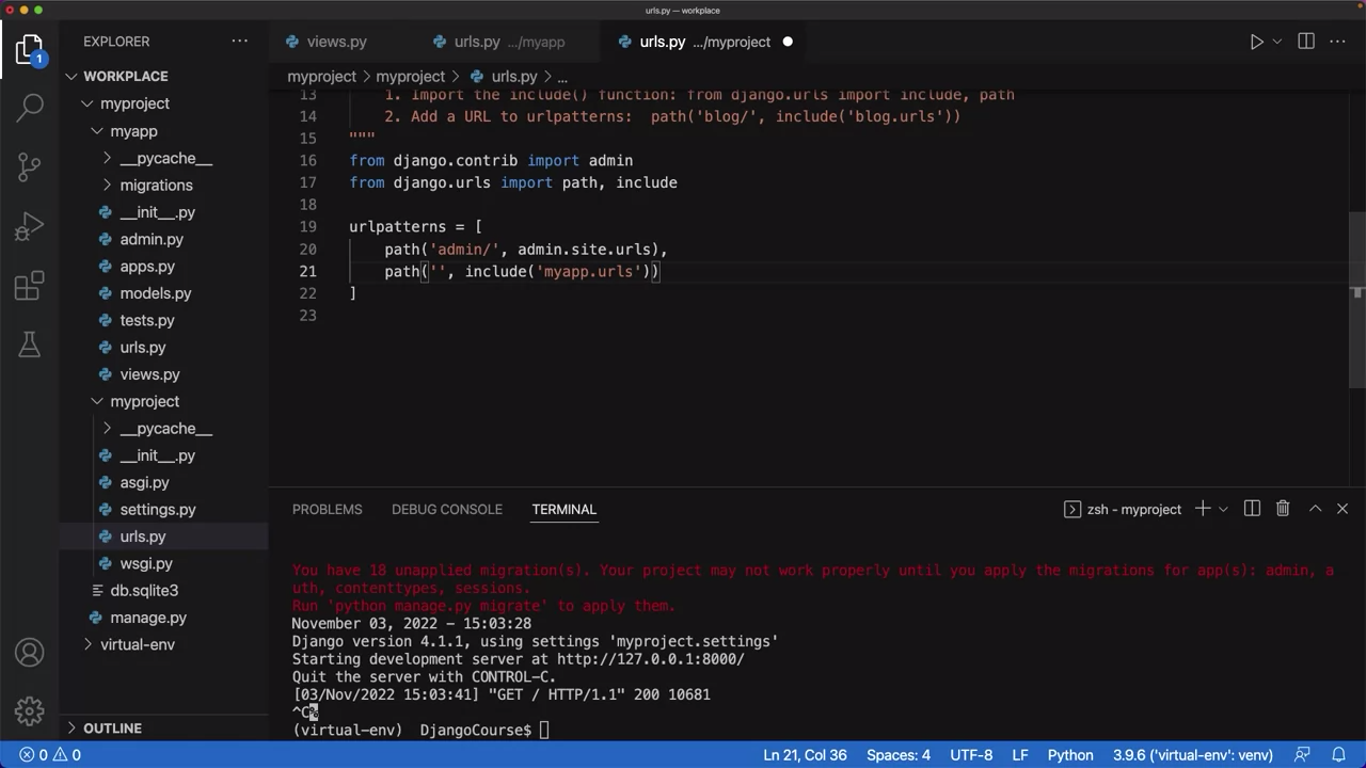 urls.py — workplace
EXPLORER
views.py
urls.py .../myapp
urls.py .../myproject
1
WORKPLACE
myproject > myproject > urls.py > ...
myproject
myapp
__pycache__
migrations
__init__.py
admin.py
apps.py
models.py
tests.py
urls.py
views.py
myproject
__pycache__
__init__.py
asgi.py
settings.py
urls.py
wsgi.py
db.sqlite3
manage.py
virtual-env
OUTLINE
13 1. Import the include() function: from django.urls import include, path
14 2. Add a URL to urlpatterns:  path('blog/', include('blog.urls'))
15 """
16 from django.contrib import admin
17 from django.urls import path, include
18
19 urlpatterns = [
20 path('admin/', admin.site.urls),
21 path('', include('myapp.urls'))
22 ]
23
PROBLEMS DEBUG CONSOLE TERMINAL
zsh - myproject
You have 18 unapplied migration(s). Your project may not work properly until you apply the migrations for app(s): admin, a
uth, contenttypes, sessions.
Run 'python manage.py migrate' to apply them.
November 03, 2022 - 15:03:28
Django version 4.1.1, using settings 'myproject.settings'
Starting development server at http://127.0.0.1:8000/
Quit the server with CONTROL-C.
[03/Nov/2022 15:03:41] "GET / HTTP/1.1" 200 10681
^C%
(virtual-env)  DjangoCourse$
0 0
Ln 21, Col 36 Spaces: 4 UTF-8 LF Python 3.9.6 ('virtual-env': venv)